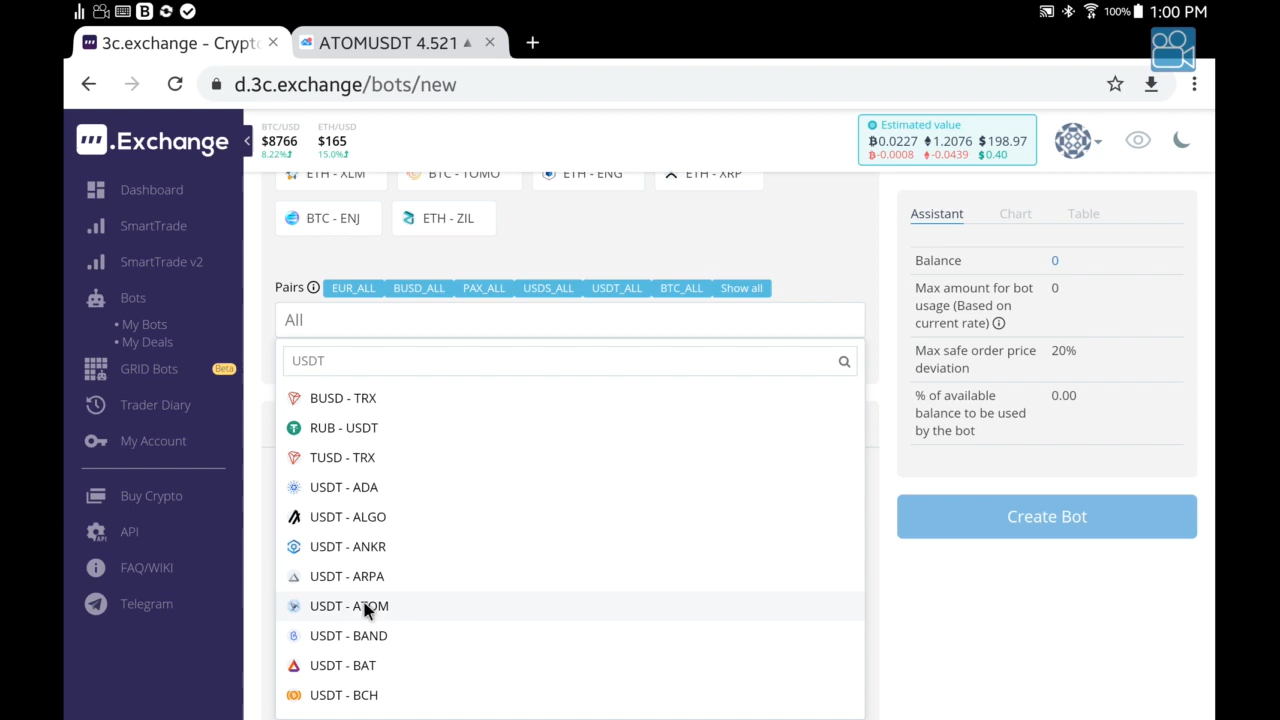 B
100%
1:00 PM
3c.exchange - Crypto
ATOMUSDT 4.521 ▲
d.3c.exchange/bots/new
.Exchange
BTC/USD
$8766
8.22%
ETH/USD
$165
15.0%
Estimated value
0.0227 1.2076 $198.97
-0.0008 -0.0439 $0.40
Dashboard
SmartTrade
SmartTrade v2
Bots
• My Bots
• My Deals
GRID Bots Beta
Trader Diary
My Account
Buy Crypto
API
FAQ/WIKI
Telegram
ETH - XLM
BTC - TOMO
ETH - ENG
ETH - XRP
BTC - ENJ
ETH - ZIL
Pairs
EUR_ALL BUSD_ALL PAX_ALL USDS_ALL USDT_ALL BTC_ALL Show all
All
USDT
BUSD - TRX
RUB - USDT
TUSD - TRX
USDT - ADA
USDT - ALGO
USDT - ANKR
USDT - ARPA
USDT - ATOM
USDT - BAND
USDT - BAT
USDT - BCH
Assistant Chart Table
Balance 0
Max amount for bot 0
usage (Based on
current rate)
Max safe order price 20%
deviation
% of available 0.00
balance to be used
by the bot
Create Bot